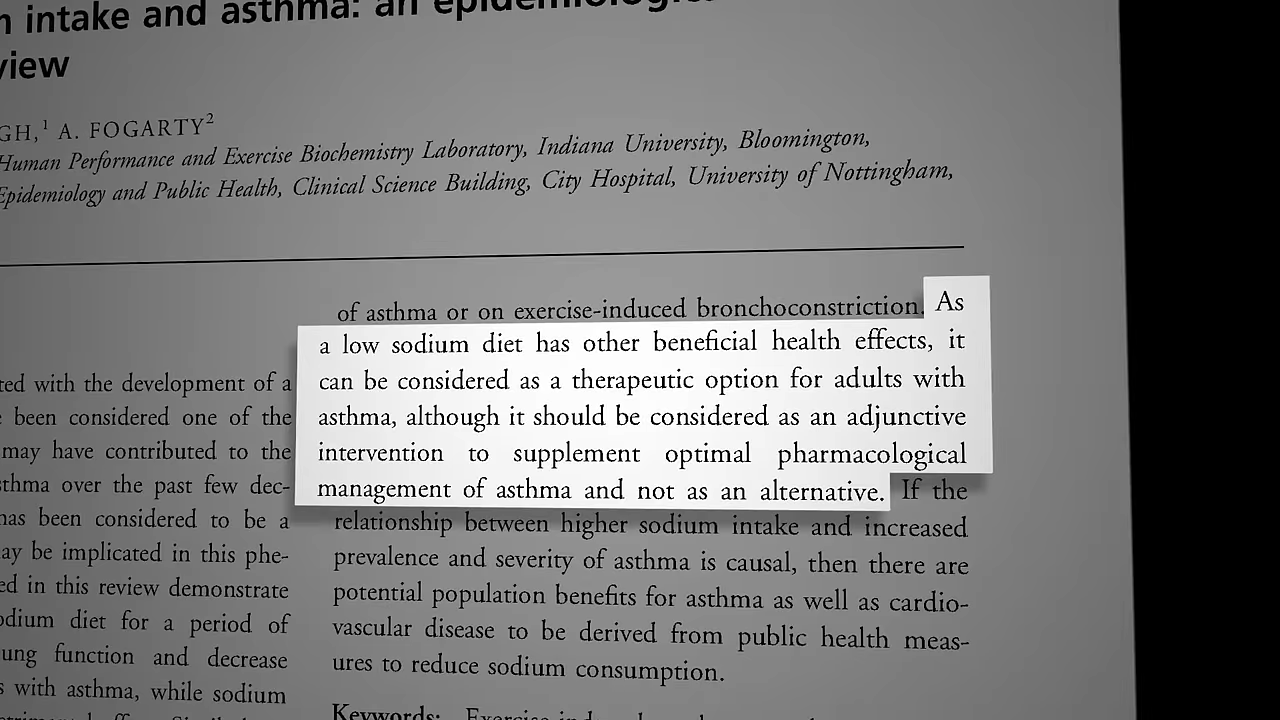 intake and asthma: an
GH,¹ A. FOGARTY²
Human Performance and Exercise Biochemistry Laboratory, Indiana University, Bloomington,
Epidemiology and Public Health, Clinical Science Building, City Hospital, University of Nottingham,
ted with the development of a
been considered one of the
may have contributed to the
over the past few dec-
has been considered to be a
be implicated in this phe-
in this review demonstrate
diet for a period of
function and decrease
with asthma, while sodium
of asthma or on exercise-induced bronchoconstriction. As
a low sodium diet has other beneficial health effects, it
can be considered as a therapeutic option for adults with
asthma, although it should be considered as an adjunctive
intervention to supplement optimal pharmacological
management of asthma and not as an alternative. If the
relationship between higher sodium intake and increased
prevalence and severity of asthma is causal, then there are
potential population benefits for asthma as well as cardio-
vascular disease to be derived from public health meas-
ures to reduce sodium consumption.
Keywords: